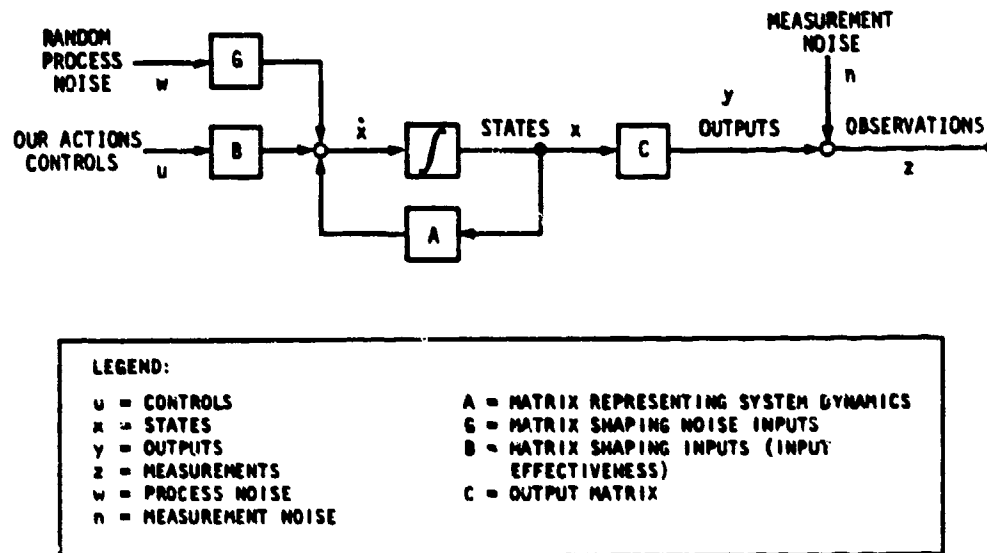 RANDOM
PROCESS
NOISE
w
G
MEASUREMENT
NOISE
n
OUR ACTIONS
CONTROLS
u
B
ẋ
∫
STATES x
C
y
OUTPUTS
OBSERVATIONS
z
A
LEGEND:
u = CONTROLS
x = STATES
y = OUTPUTS
z = MEASUREMENTS
w = PROCESS NOISE
n = MEASUREMENT NOISE
A = MATRIX REPRESENTING SYSTEM DYNAMICS
G = MATRIX SHAPING NOISE INPUTS
B = MATRIX SHAPING INPUTS (INPUT
EFFECTIVENESS)
C = OUTPUT MATRIX